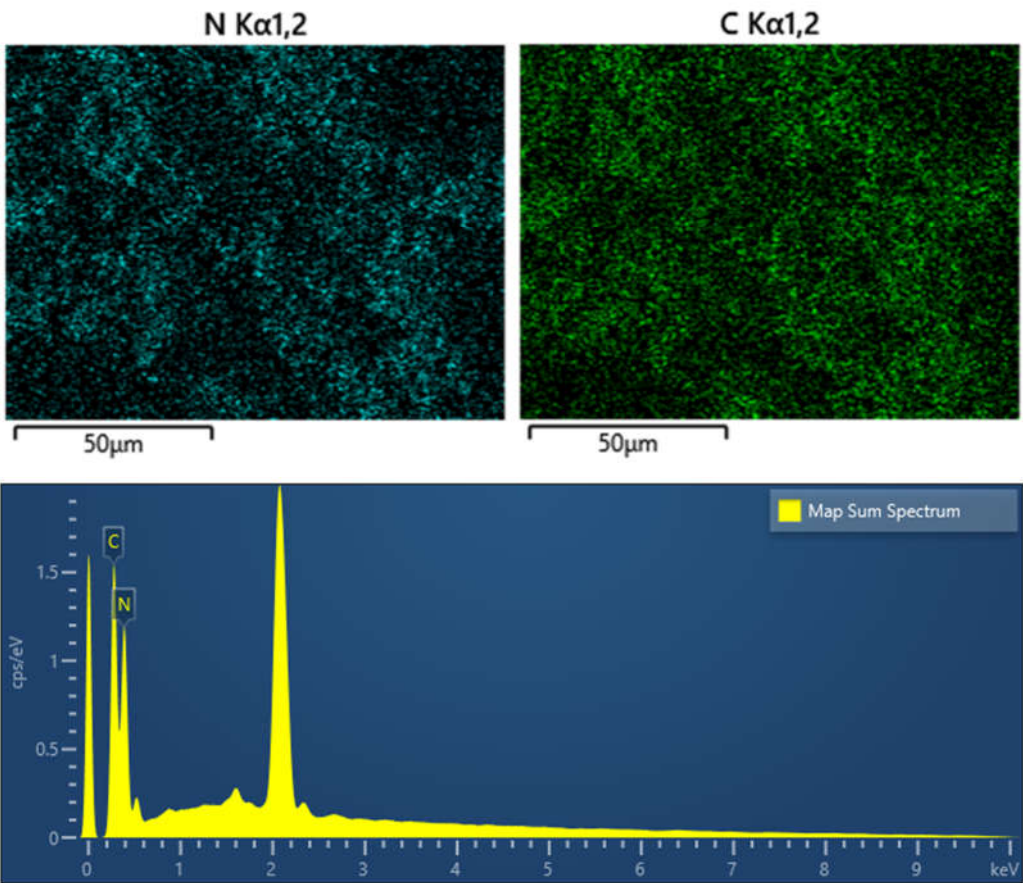 N Kα1,2
C Kα1,2
50µm
50µm
Map Sum Spectrum
C
N
cps/eV
1.5
1
0.5
0
0 1 2 3 4 5 6 7 8 9 keV